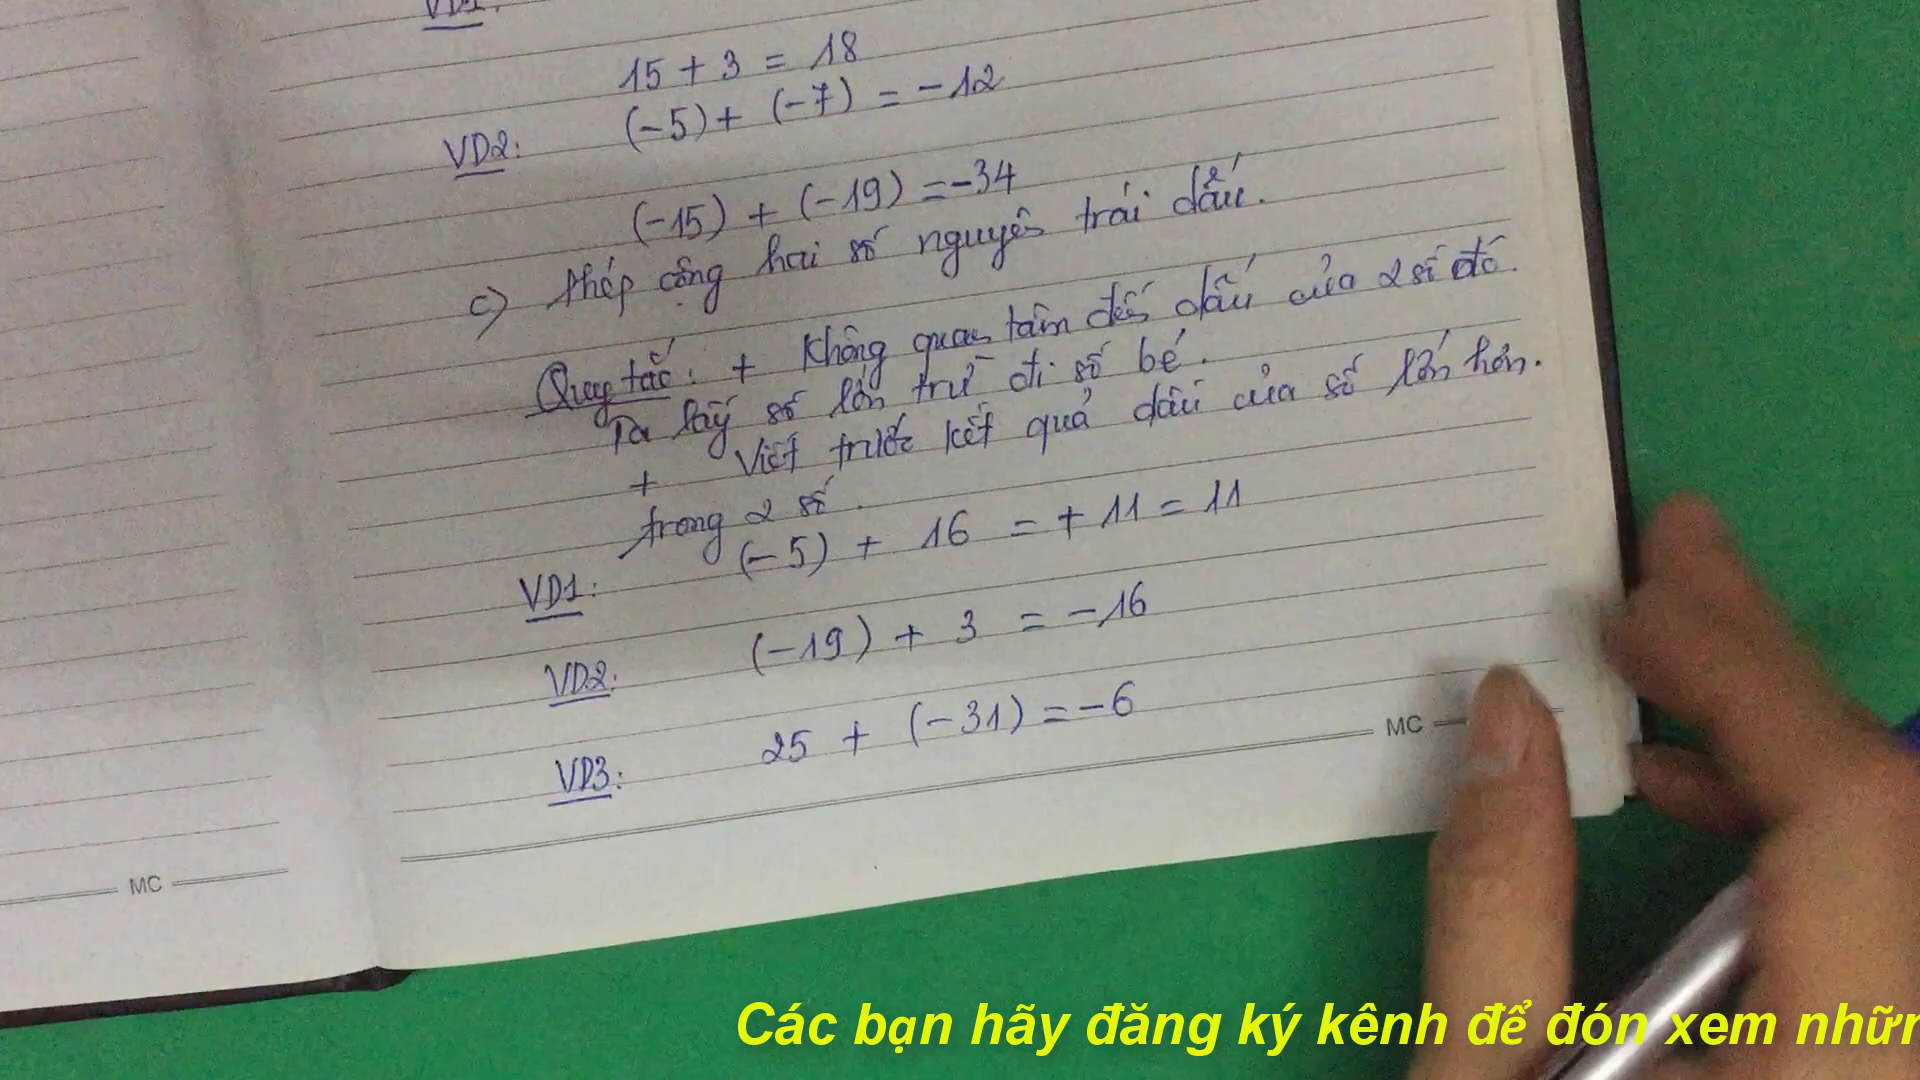 VD1:
15 + 3 = 18
VD2: (-5) + (-7) = -12
(-15) + (-19) = -34
c) Phép cộng hai số nguyên trái dấu.
Quy tắc: + Không quan tâm đến dấu của 2 số đó.
Ta lấy số lớn trừ đi số bé.
+ Viết trước kết quả dấu của số lớn hơn.
trong 2 số.
VD1: (-5) + 16 = + 11 = 11
VD2: (-19) + 3 = -16
VD3: 25 + (-31) = -6
MC
MC
Các bạn hãy đăng ký kênh để đón xem nhữn